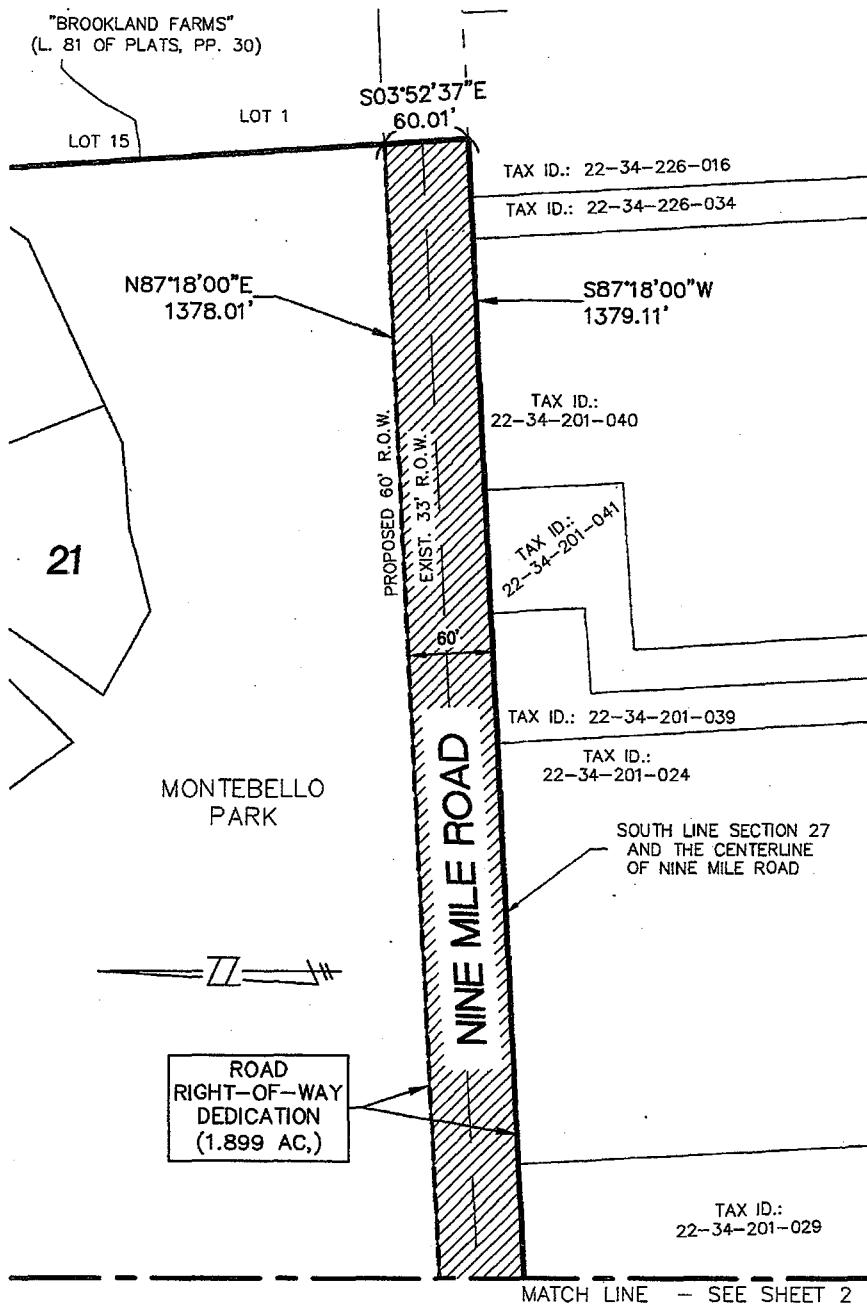 "BROOKLAND FARMS"
(L. 81 OF PLATS, PP. 30)
S03°52'37"E
60.01'
LOT 1
LOT 15
TAX ID.: 22-34-226-016
TAX ID.: 22-34-226-034
N87°18'00"E
1378.01'
S87°18'00"W
1379.11'
TAX ID.:
22-34-201-040
PROPOSED 60' R.O.W.
EXIST. 33' R.O.W.
TAX ID.:
22-34-201-041
21
60'
TAX ID.: 22-34-201-039
TAX ID.:
22-34-201-024
MONTEBELLO
PARK
NINE MILE ROAD
SOUTH LINE SECTION 27
AND THE CENTERLINE
OF NINE MILE ROAD
N
ROAD
RIGHT-OF-WAY
DEDICATION
(1.899 AC,)
TAX ID.:
22-34-201-029
MATCH LINE - SEE SHEET 2